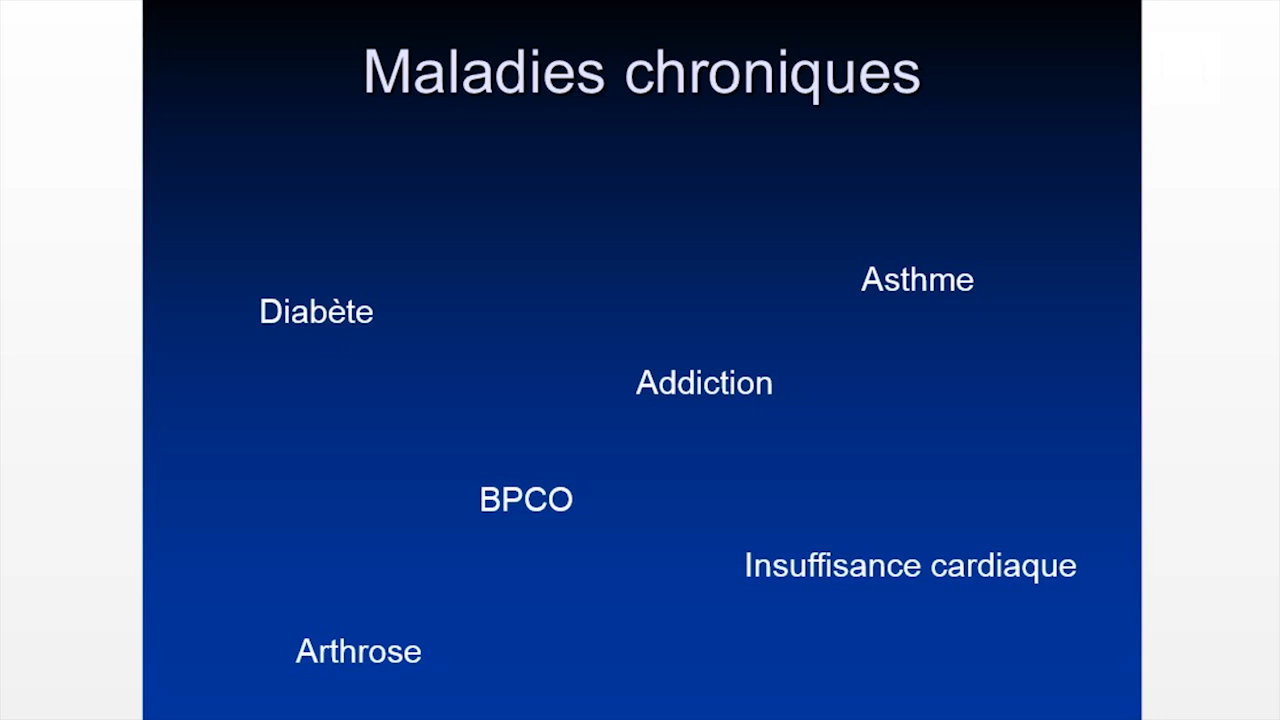 Maladies chroniques
Asthme
Diabète
Addiction
BPCO
Insuffisance cardiaque
Arthrose